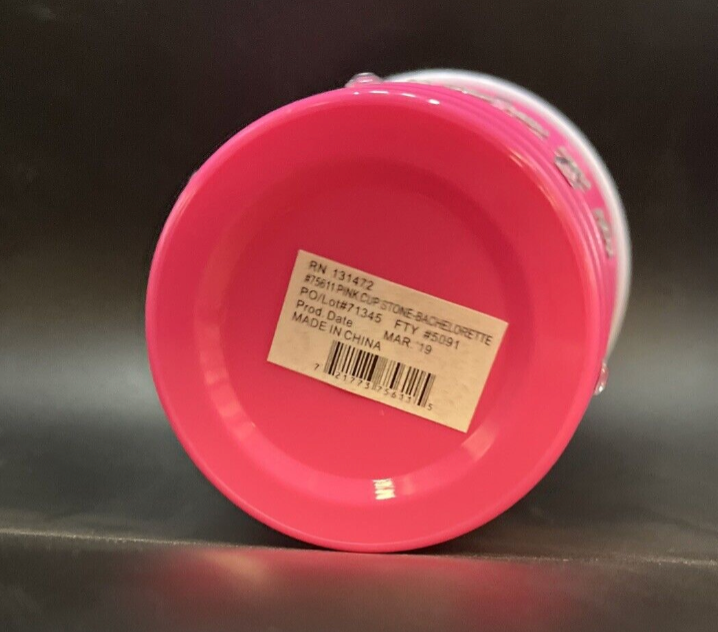 RN 131472
#75611 PINK CUP STONE-BACHELORETTE
PO/Lot#71345 FTY #5091
Prod. Date MAR. '19
MADE IN CHINA